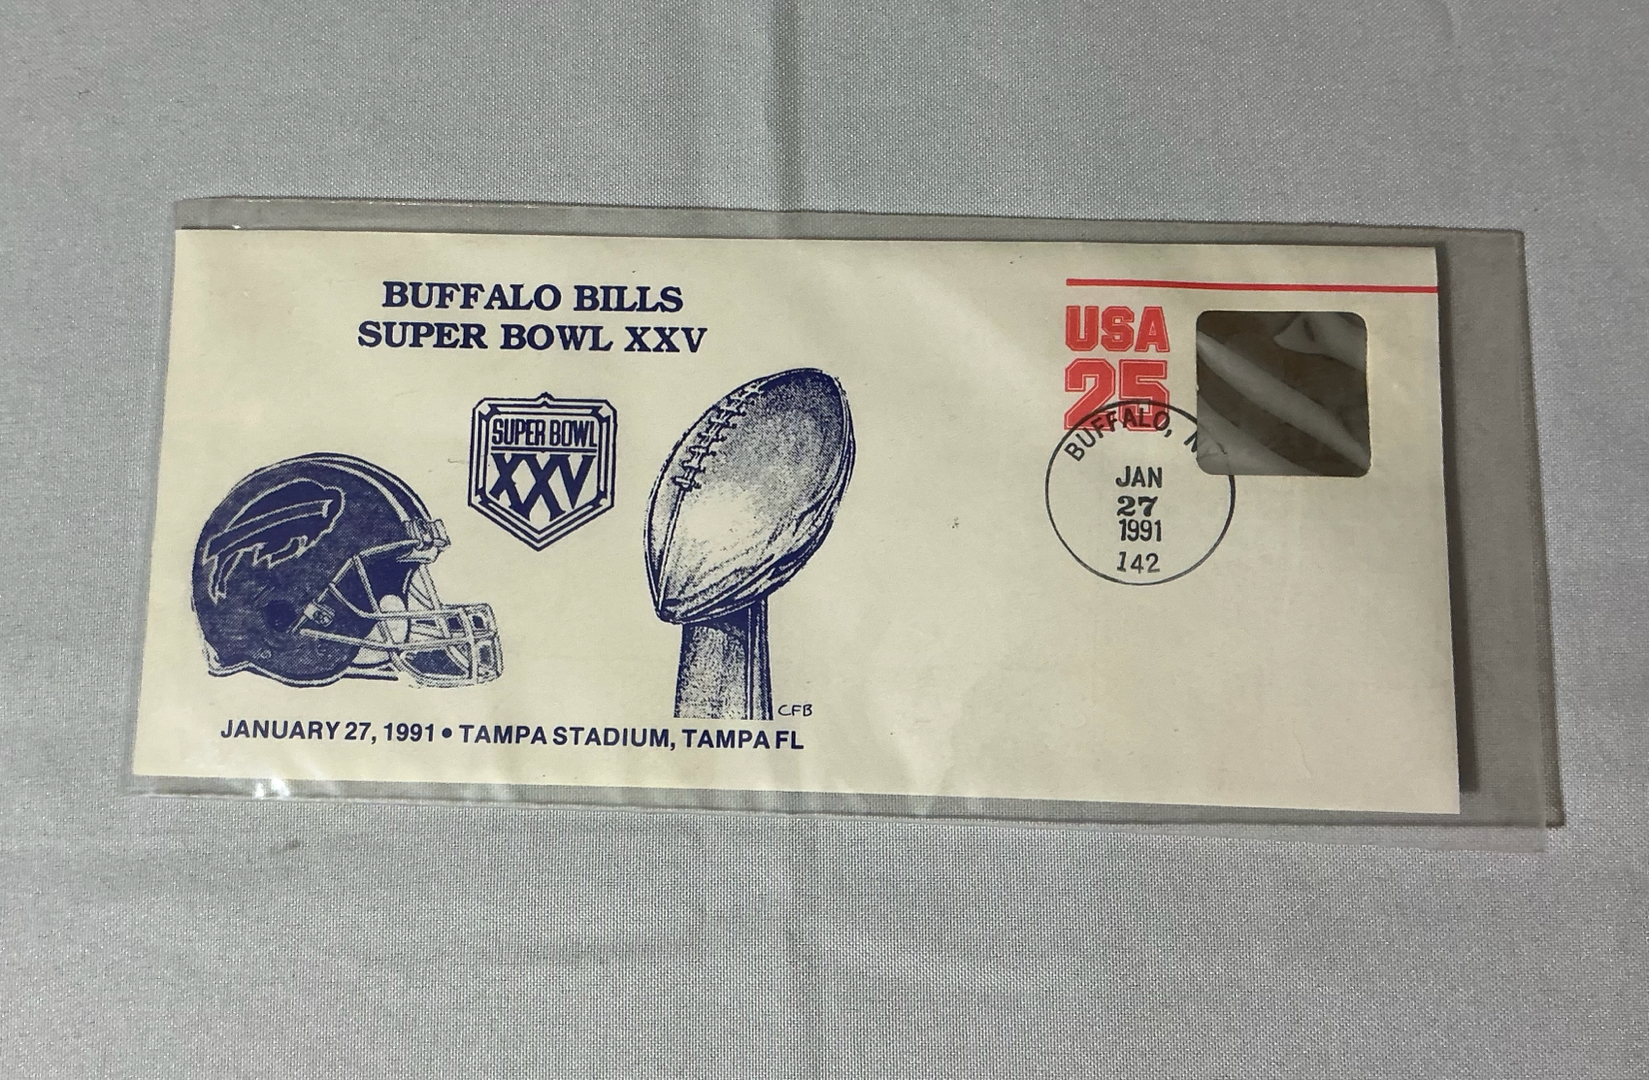 BUFFALO BILLS
SUPER BOWL XXV
SUPER BOWL
XXV
CFB
JANUARY 27, 1991 • TAMPA STADIUM, TAMPA FL
USA
25
BUFFALO, NY
JAN
27
1991
142